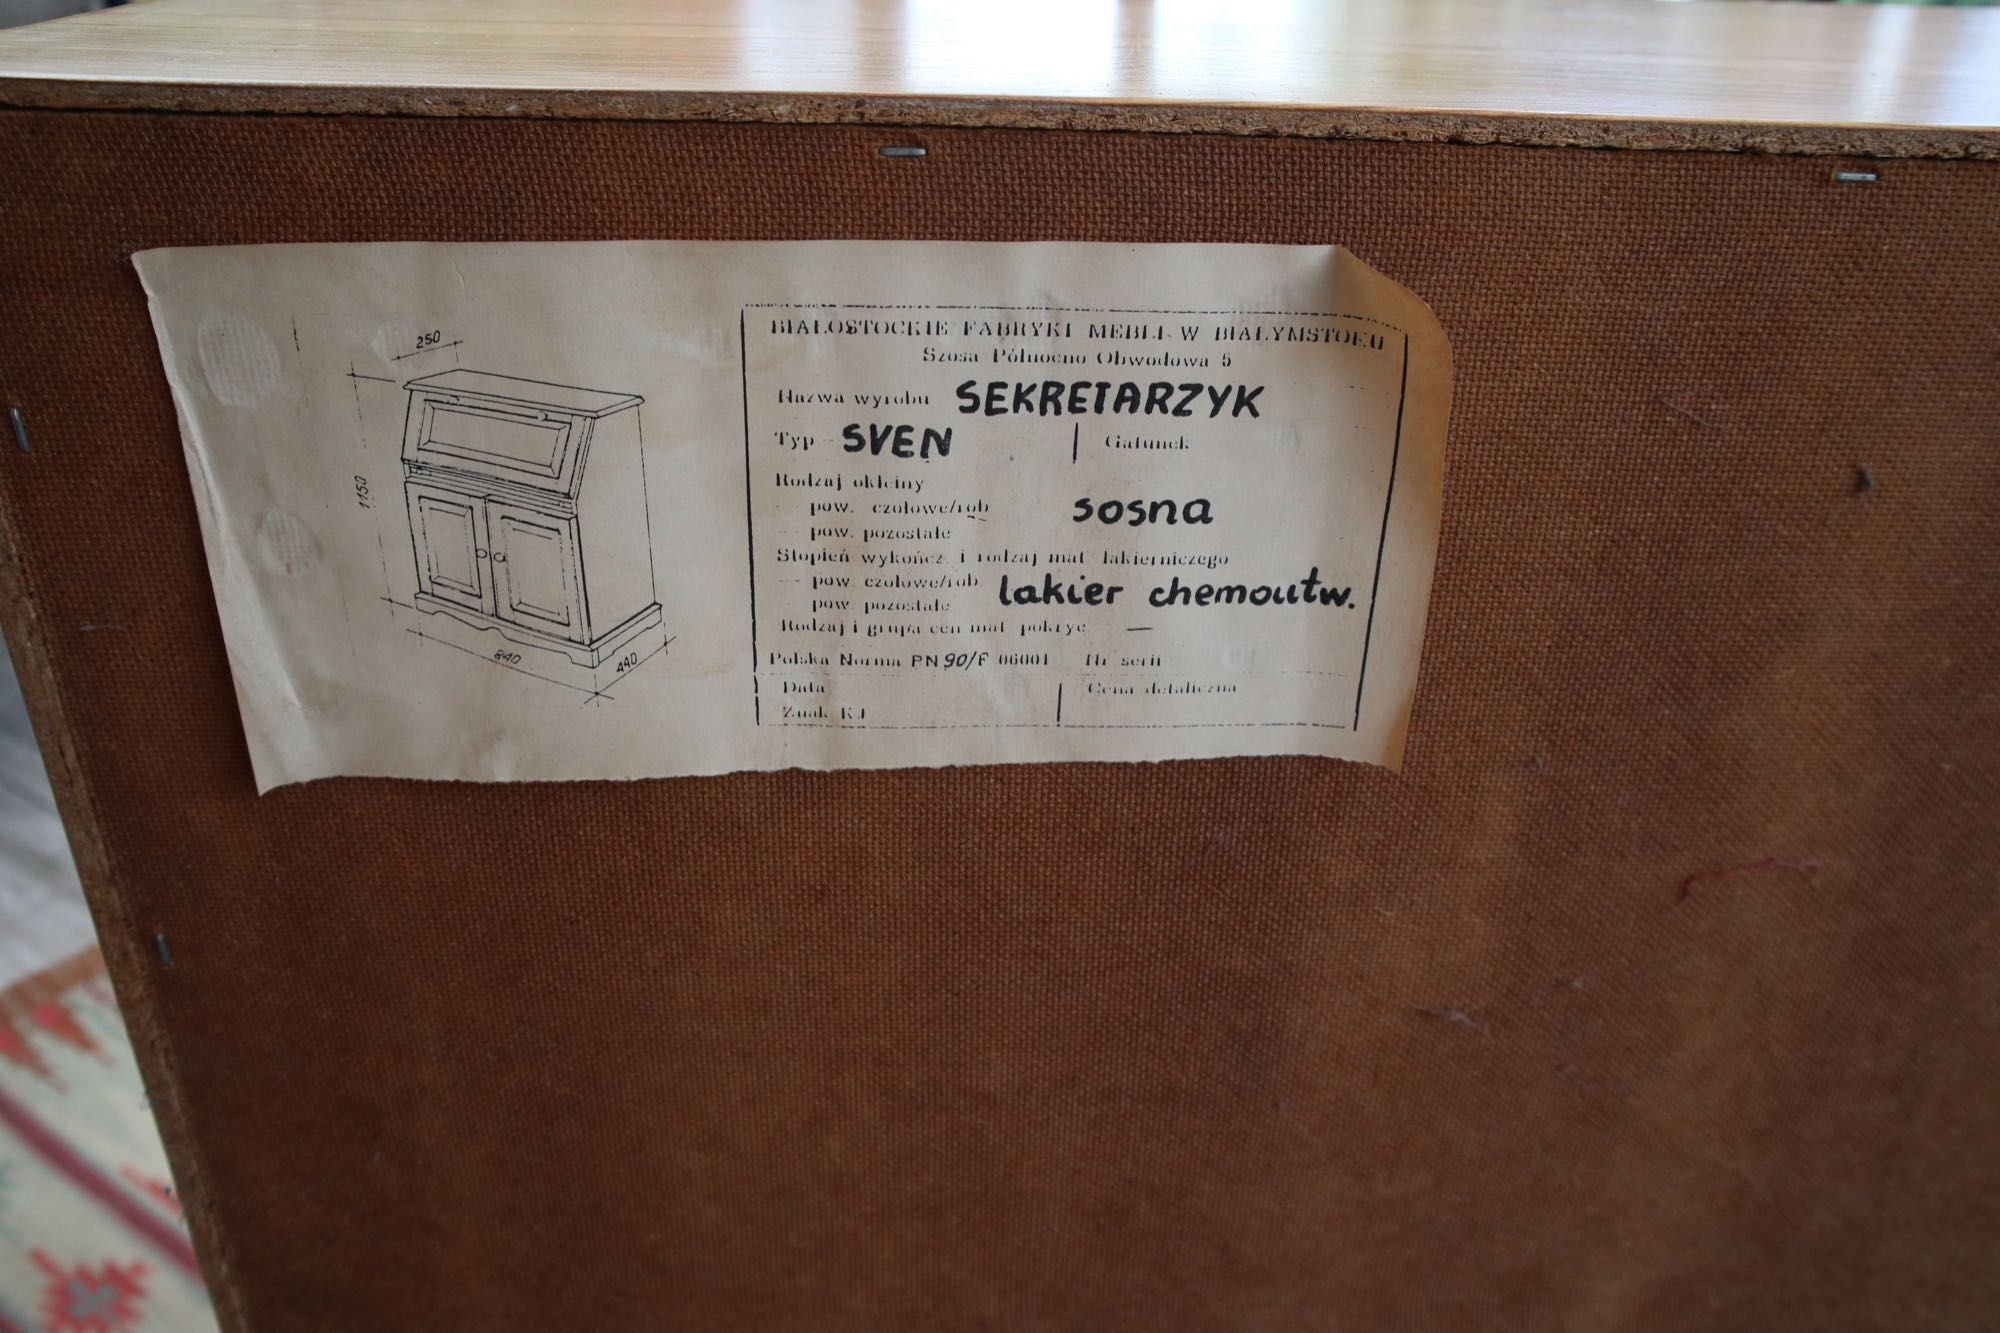 250
1150
840
440
BIAŁOSTOCKIE FABRYKI MEBLI W BIAŁYMSTOKU
Szosa Północno Obwodowa 5
Nazwa wyrobu SEKRETARZYK
Typ - SVEN | Gatunek
Rodzaj okleiny
pow. czołowe/rob sosna
pow. pozostałe
Stopień wykończ. i rodzaj mat lakierniczego
— pow. czołowe/rob. lakier chemoutw.
— pow. pozostałe
Rodzaj i grupa cen mat pokryc —
Polska Norma PN 90/F 06001 Nr serii
Data Cena detaliczna
Znak KJ